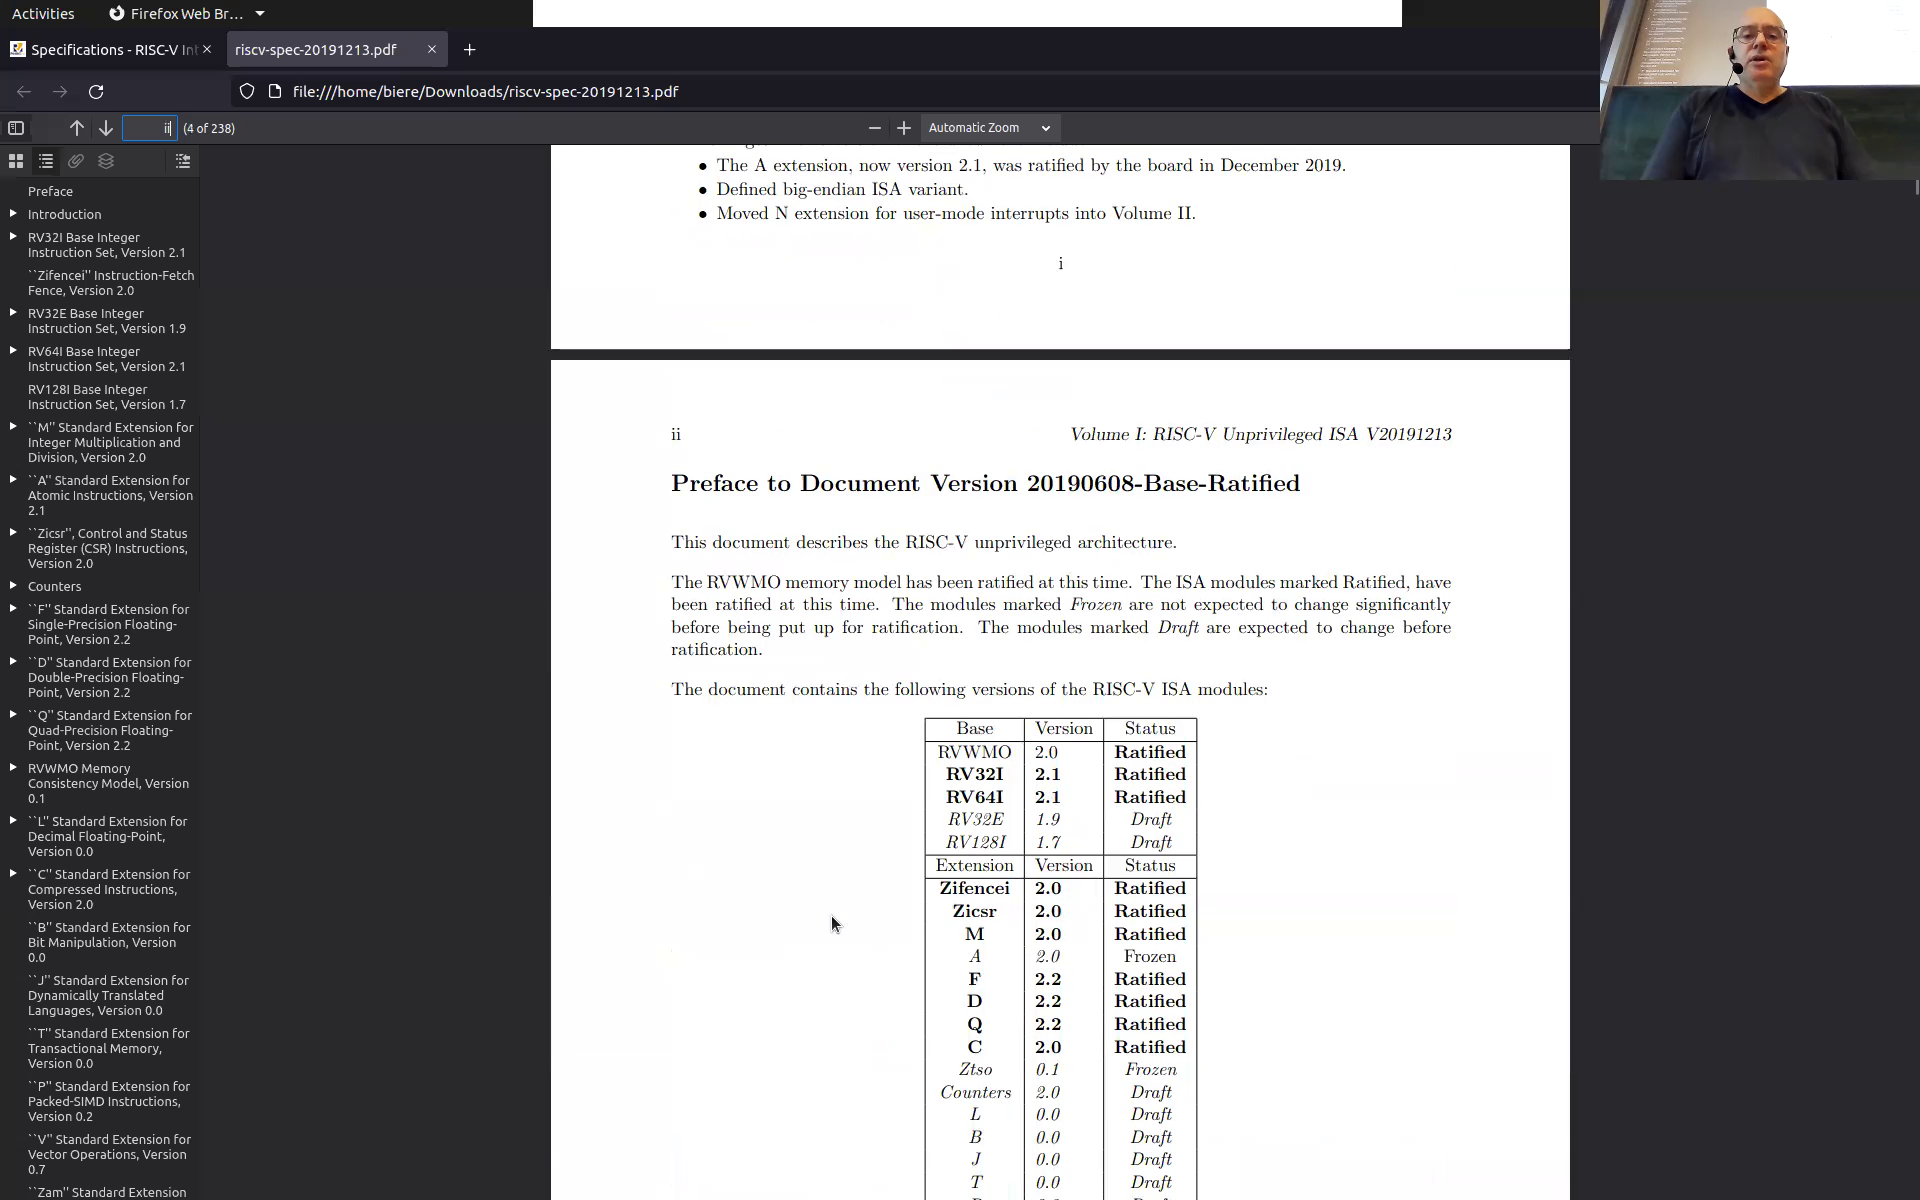 Activities
Firefox Web Br…
Specifications - RISC-V Int
riscv-spec-20191213.pdf
file:///home/biere/Downloads/riscv-spec-20191213.pdf
ii
(4 of 238)
Automatic Zoom
Preface
Introduction
RV32I Base Integer
Instruction Set, Version 2.1
``Zifencei'' Instruction-Fetch
Fence, Version 2.0
RV32E Base Integer
Instruction Set, Version 1.9
RV64I Base Integer
Instruction Set, Version 2.1
RV128I Base Integer
Instruction Set, Version 1.7
``M'' Standard Extension for
Integer Multiplication and
Division, Version 2.0
``A'' Standard Extension for
Atomic Instructions, Version
2.1
``Zicsr'', Control and Status
Register (CSR) Instructions,
Version 2.0
Counters
``F'' Standard Extension for
Single-Precision Floating-
Point, Version 2.2
``D'' Standard Extension for
Double-Precision Floating-
Point, Version 2.2
``Q'' Standard Extension for
Quad-Precision Floating-
Point, Version 2.2
RVWMO Memory
Consistency Model, Version
0.1
``L'' Standard Extension for
Decimal Floating-Point,
Version 0.0
``C'' Standard Extension for
Compressed Instructions,
Version 2.0
``B'' Standard Extension for
Bit Manipulation, Version
0.0
``J'' Standard Extension for
Dynamically Translated
Languages, Version 0.0
``T'' Standard Extension for
Transactional Memory,
Version 0.0
``P'' Standard Extension for
Packed-SIMD Instructions,
Version 0.2
``V'' Standard Extension for
Vector Operations, Version
0.7
``Zam'' Standard Extension
• The A extension, now version 2.1, was ratified by the board in December 2019.
• Defined big-endian ISA variant.
• Moved N extension for user-mode interrupts into Volume II.
i
ii Volume I: RISC-V Unprivileged ISA V20191213
Preface to Document Version 20190608-Base-Ratified
This document describes the RISC-V unprivileged architecture.
The RVWMO memory model has been ratified at this time. The ISA modules marked Ratified, have
been ratified at this time. The modules marked Frozen are not expected to change significantly
before being put up for ratification. The modules marked Draft are expected to change before
ratification.
The document contains the following versions of the RISC-V ISA modules:
Base Version Status
RVWMO 2.0 Ratified
RV32I 2.1 Ratified
RV64I 2.1 Ratified
RV32E 1.9 Draft
RV128I 1.7 Draft
Extension Version Status
Zifencei 2.0 Ratified
Zicsr 2.0 Ratified
M 2.0 Ratified
A 2.0 Frozen
F 2.2 Ratified
D 2.2 Ratified
Q 2.2 Ratified
C 2.0 Ratified
Ztso 0.1 Frozen
Counters 2.0 Draft
L 0.0 Draft
B 0.0 Draft
J 0.0 Draft
T 0.0 Draft